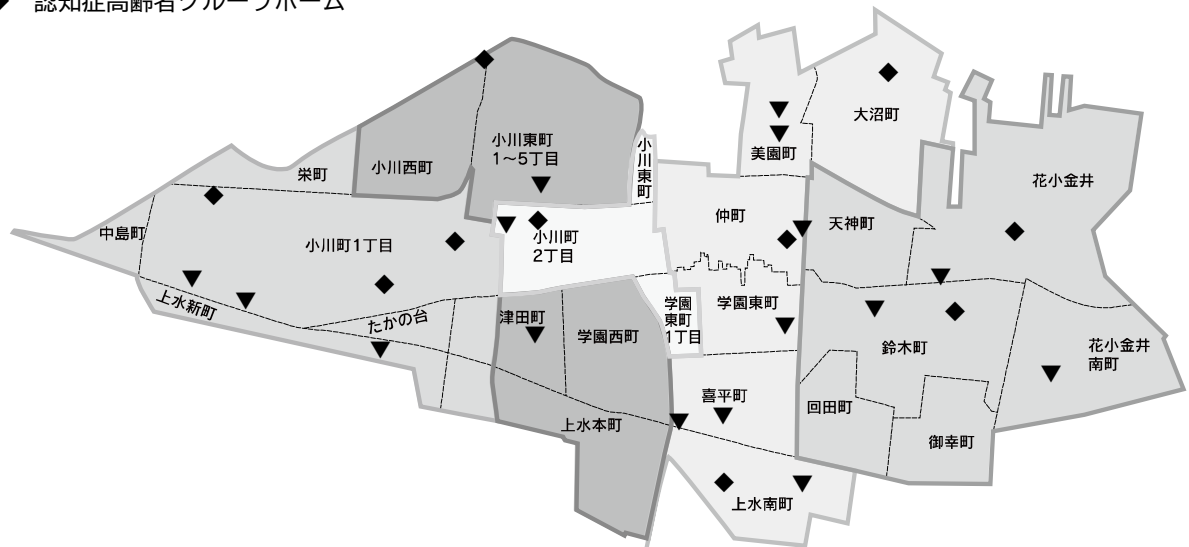 ◆ 認知症高齢者グループホーム
大沼町
小川東町
1〜5丁目
小川東町
美園町
小川西町
栄町
花小金井
中島町
小川町1丁目
小川町
2丁目
仲町
天神町
上水新町
たかの台
津田町
学園西町
学園
東町
1丁目
学園東町
鈴木町
花小金井
南町
喜平町
回田町
上水本町
御幸町
上水南町